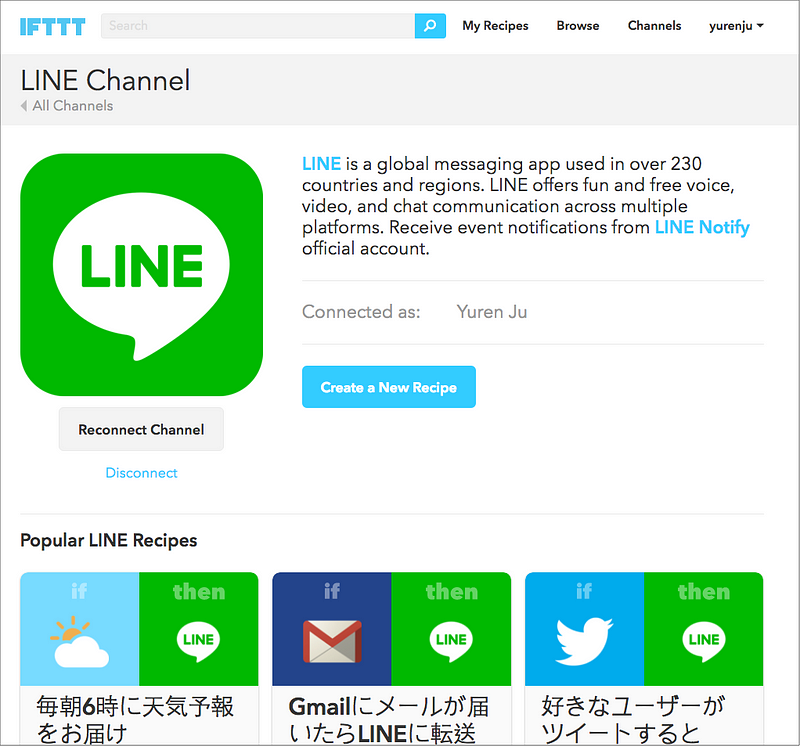 IFTTT
Search
My Recipes
Browse
Channels
yurenju
LINE Channel
All Channels
LINE
LINE is a global messaging app used in over 230
countries and regions. LINE offers fun and free voice,
video, and chat communication across multiple
platforms. Receive event notifications from LINE Notify
official account.
Connected as: Yuren Ju
Create a New Recipe
Reconnect Channel
Disconnect
Popular LINE Recipes
if
then
LINE
毎朝6時に天気予報
をお届け
if
then
LINE
Gmailにメールが届
いたらLINEに転送
if
then
LINE
好きなユーザーが
ツイートすると